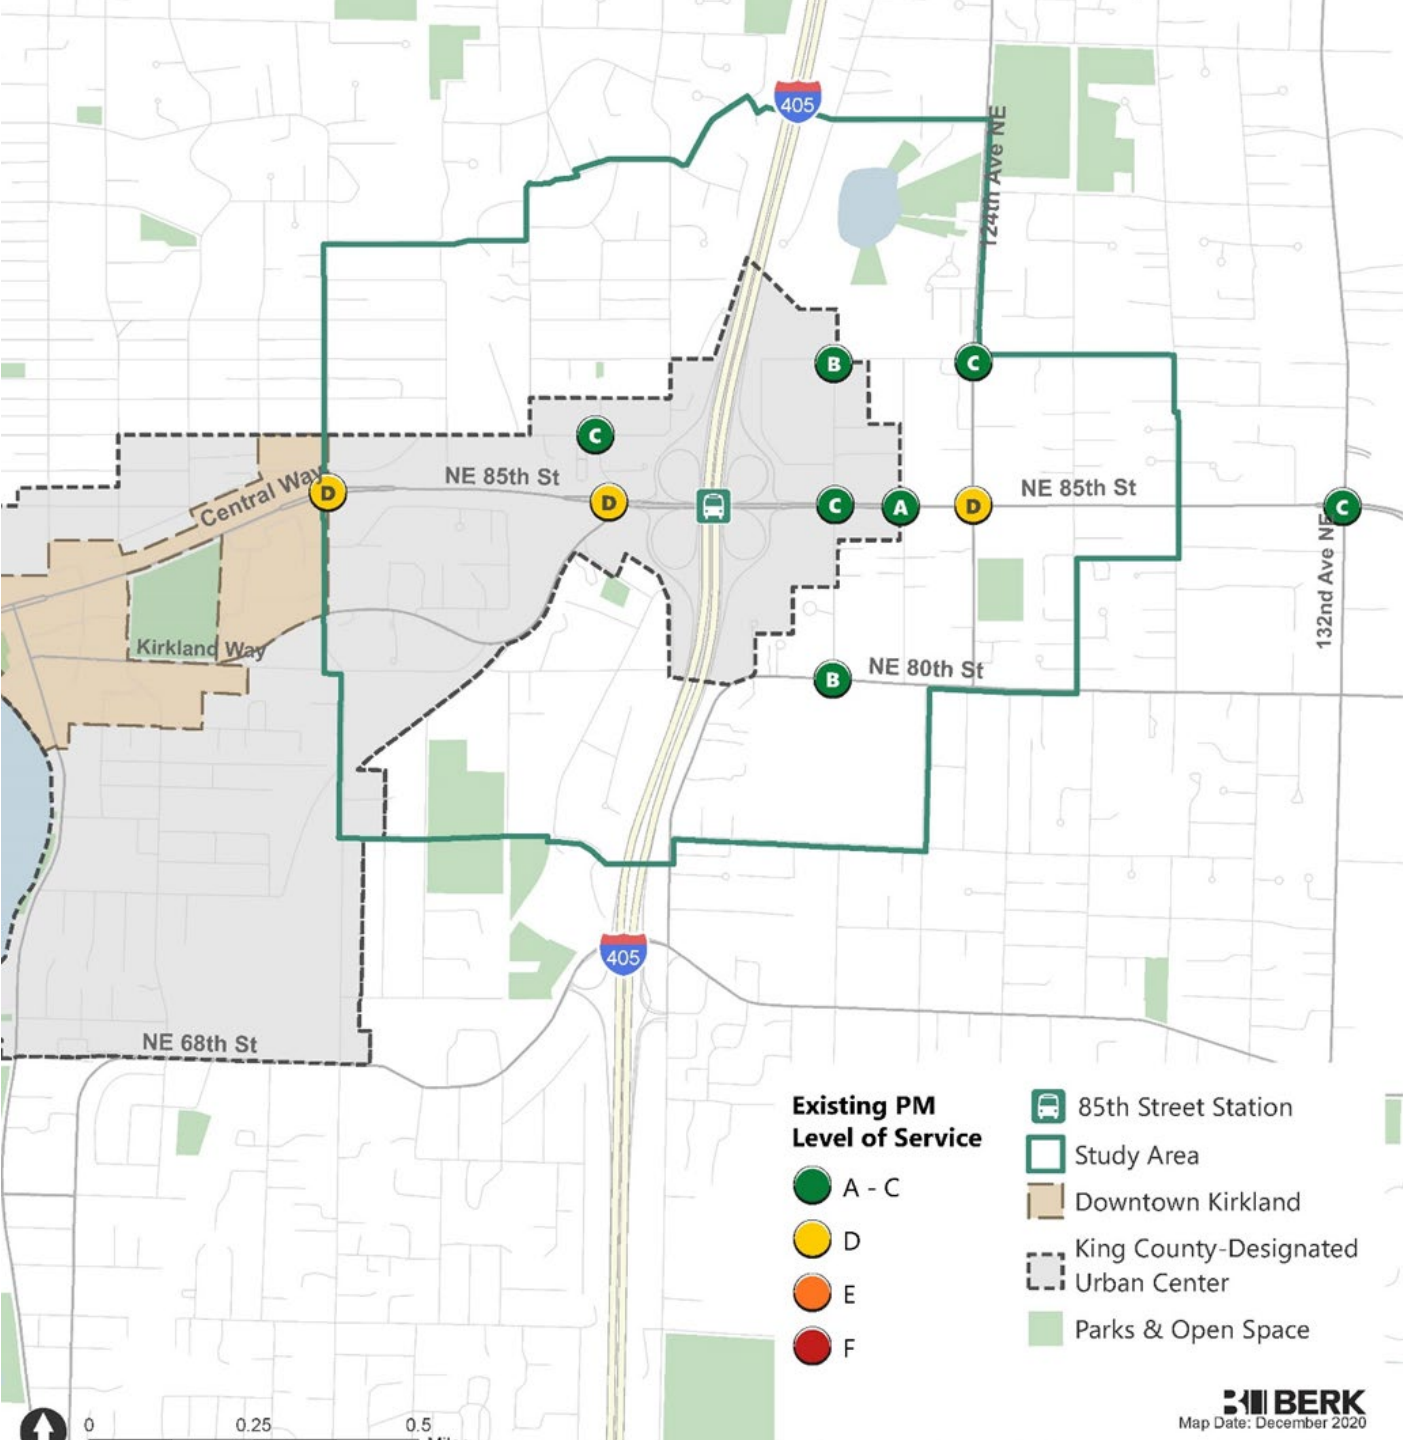 405
124th Ave NE
B
C
C
NE 85th St
Central Way
D
D
C
A
D
NE 85th St
C
132nd Ave NE
Kirkland Way
NE 80th St
B
405
NE 68th St
Existing PM
Level of Service
A - C
D
E
F
85th Street Station
Study Area
Downtown Kirkland
King County-Designated
Urban Center
Parks & Open Space
BERK
Map Date: December 2020
0 0.25 0.5